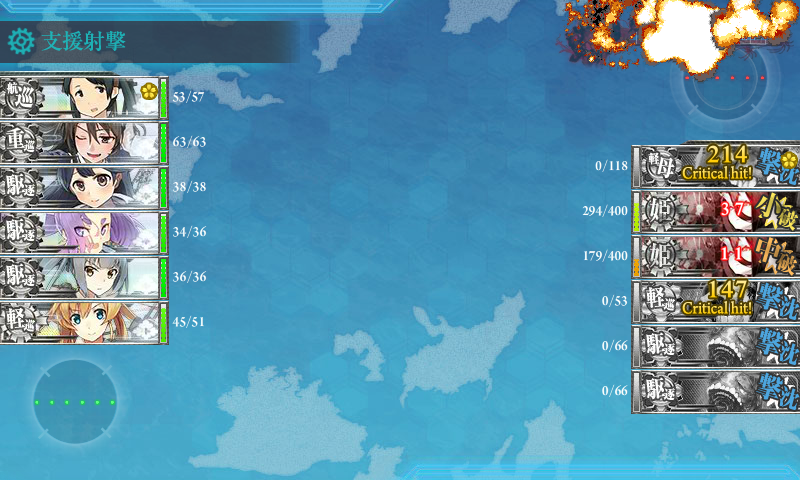 支援射撃
航巡
53/57
重巡
63/63
駆逐
38/38
駆逐
34/36
駆逐
36/36
軽巡
45/51
0/118
軽母
214
Critical hit!
撃沈
294/400
姫
37
小破
179/400
姫
11
中破
0/53
軽巡
147
Critical hit!
撃沈
0/66
駆逐
撃沈
0/66
駆逐
撃沈